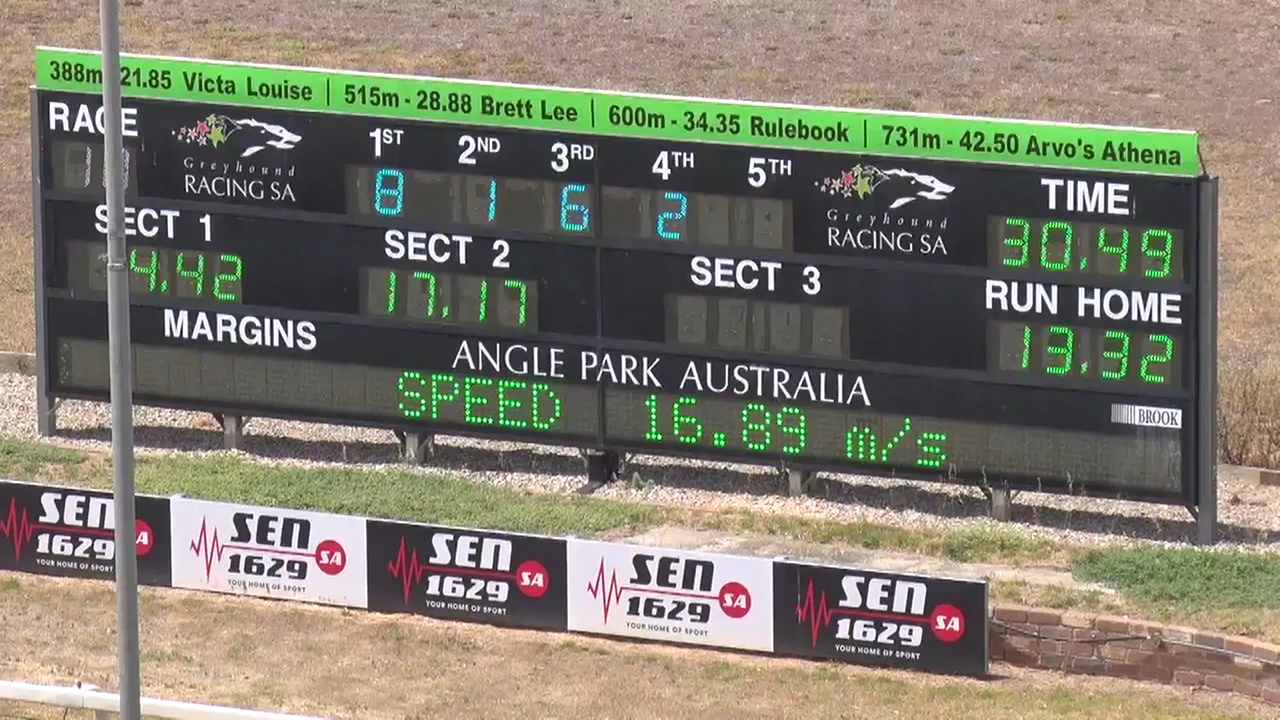 388m 21.85 Victa Louise | 515m - 28.88 Brett Lee | 600m - 34.35 Rulebook | 731m - 42.50 Arvo's Athena
RACE
Greyhound
RACING SA
1ST 2ND 3RD 4TH 5TH
8 1 6 2
Greyhound
RACING SA
TIME
30.49
SECT 1
4.42
SECT 2
17.17
SECT 3
RUN HOME
13.32
MARGINS
ANGLE PARK AUSTRALIA
BROOK
SPEED 16.89 m/s
SEN
1629 SA
SEN
1629 SA
YOUR HOME OF SPORT
SEN
1629 SA
YOUR HOME OF SPORT
SEN
1629 SA
YOUR HOME OF SPORT
SEN
1629 SA
YOUR HOME OF SPORT